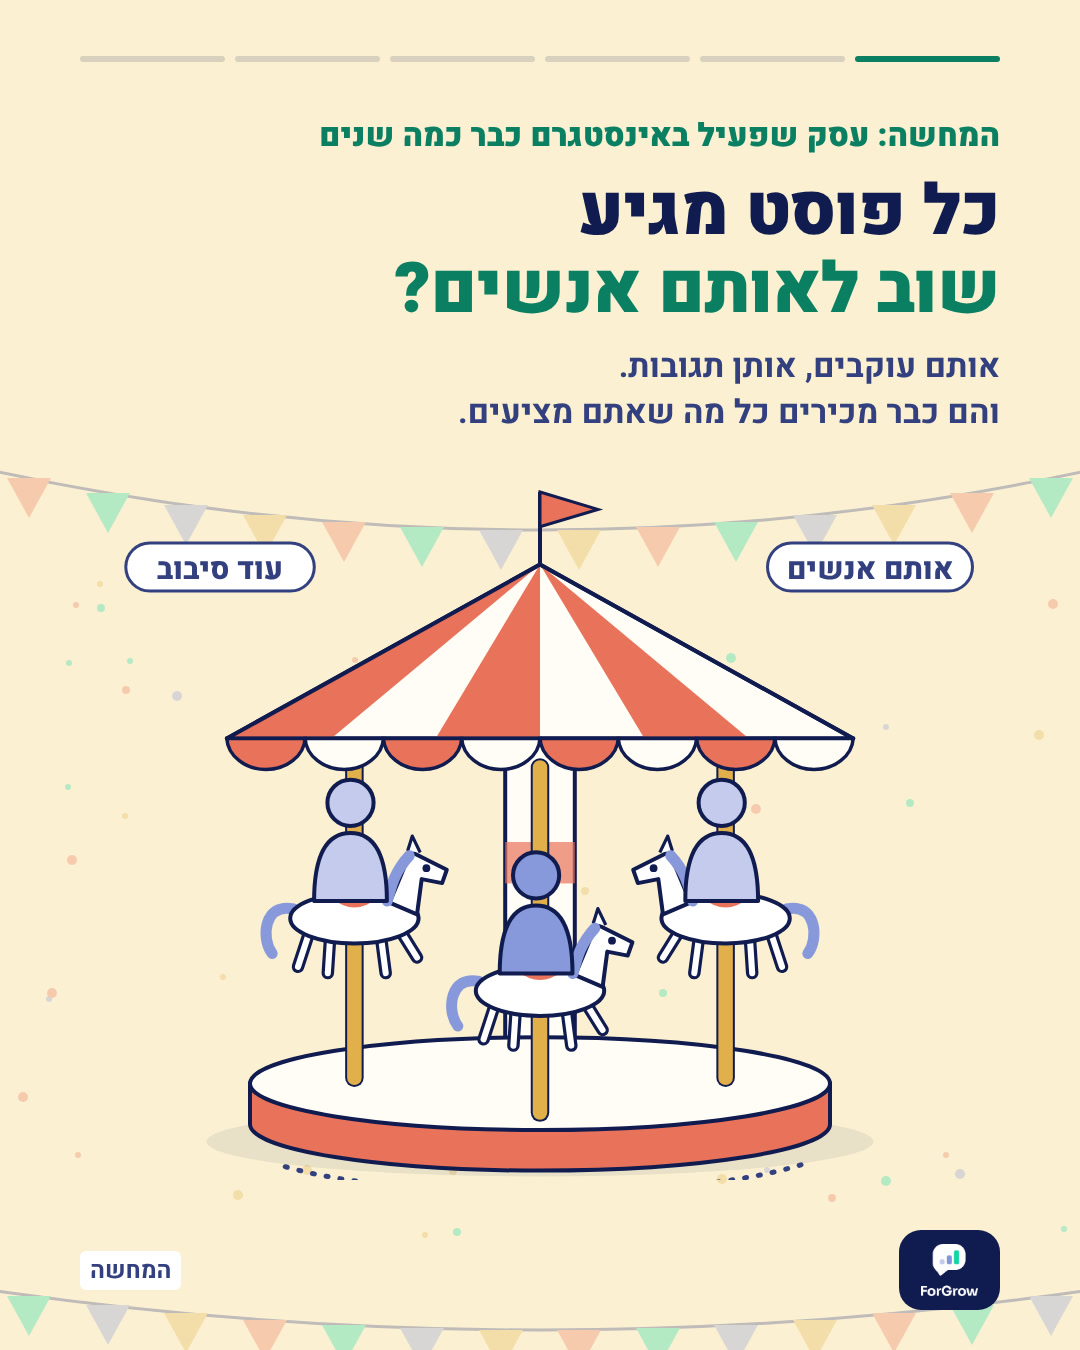 המחשה: עסק שפעיל באינסטגרם כבר כמה שנים
כל פוסט מגיע
שוב לאותם אנשים?
אותם עוקבים, אותן תגובות.
והם כבר מכירים כל מה שאתם מציעים.
אותם אנשים
עוד סיבוב
המחשה
ForGrow